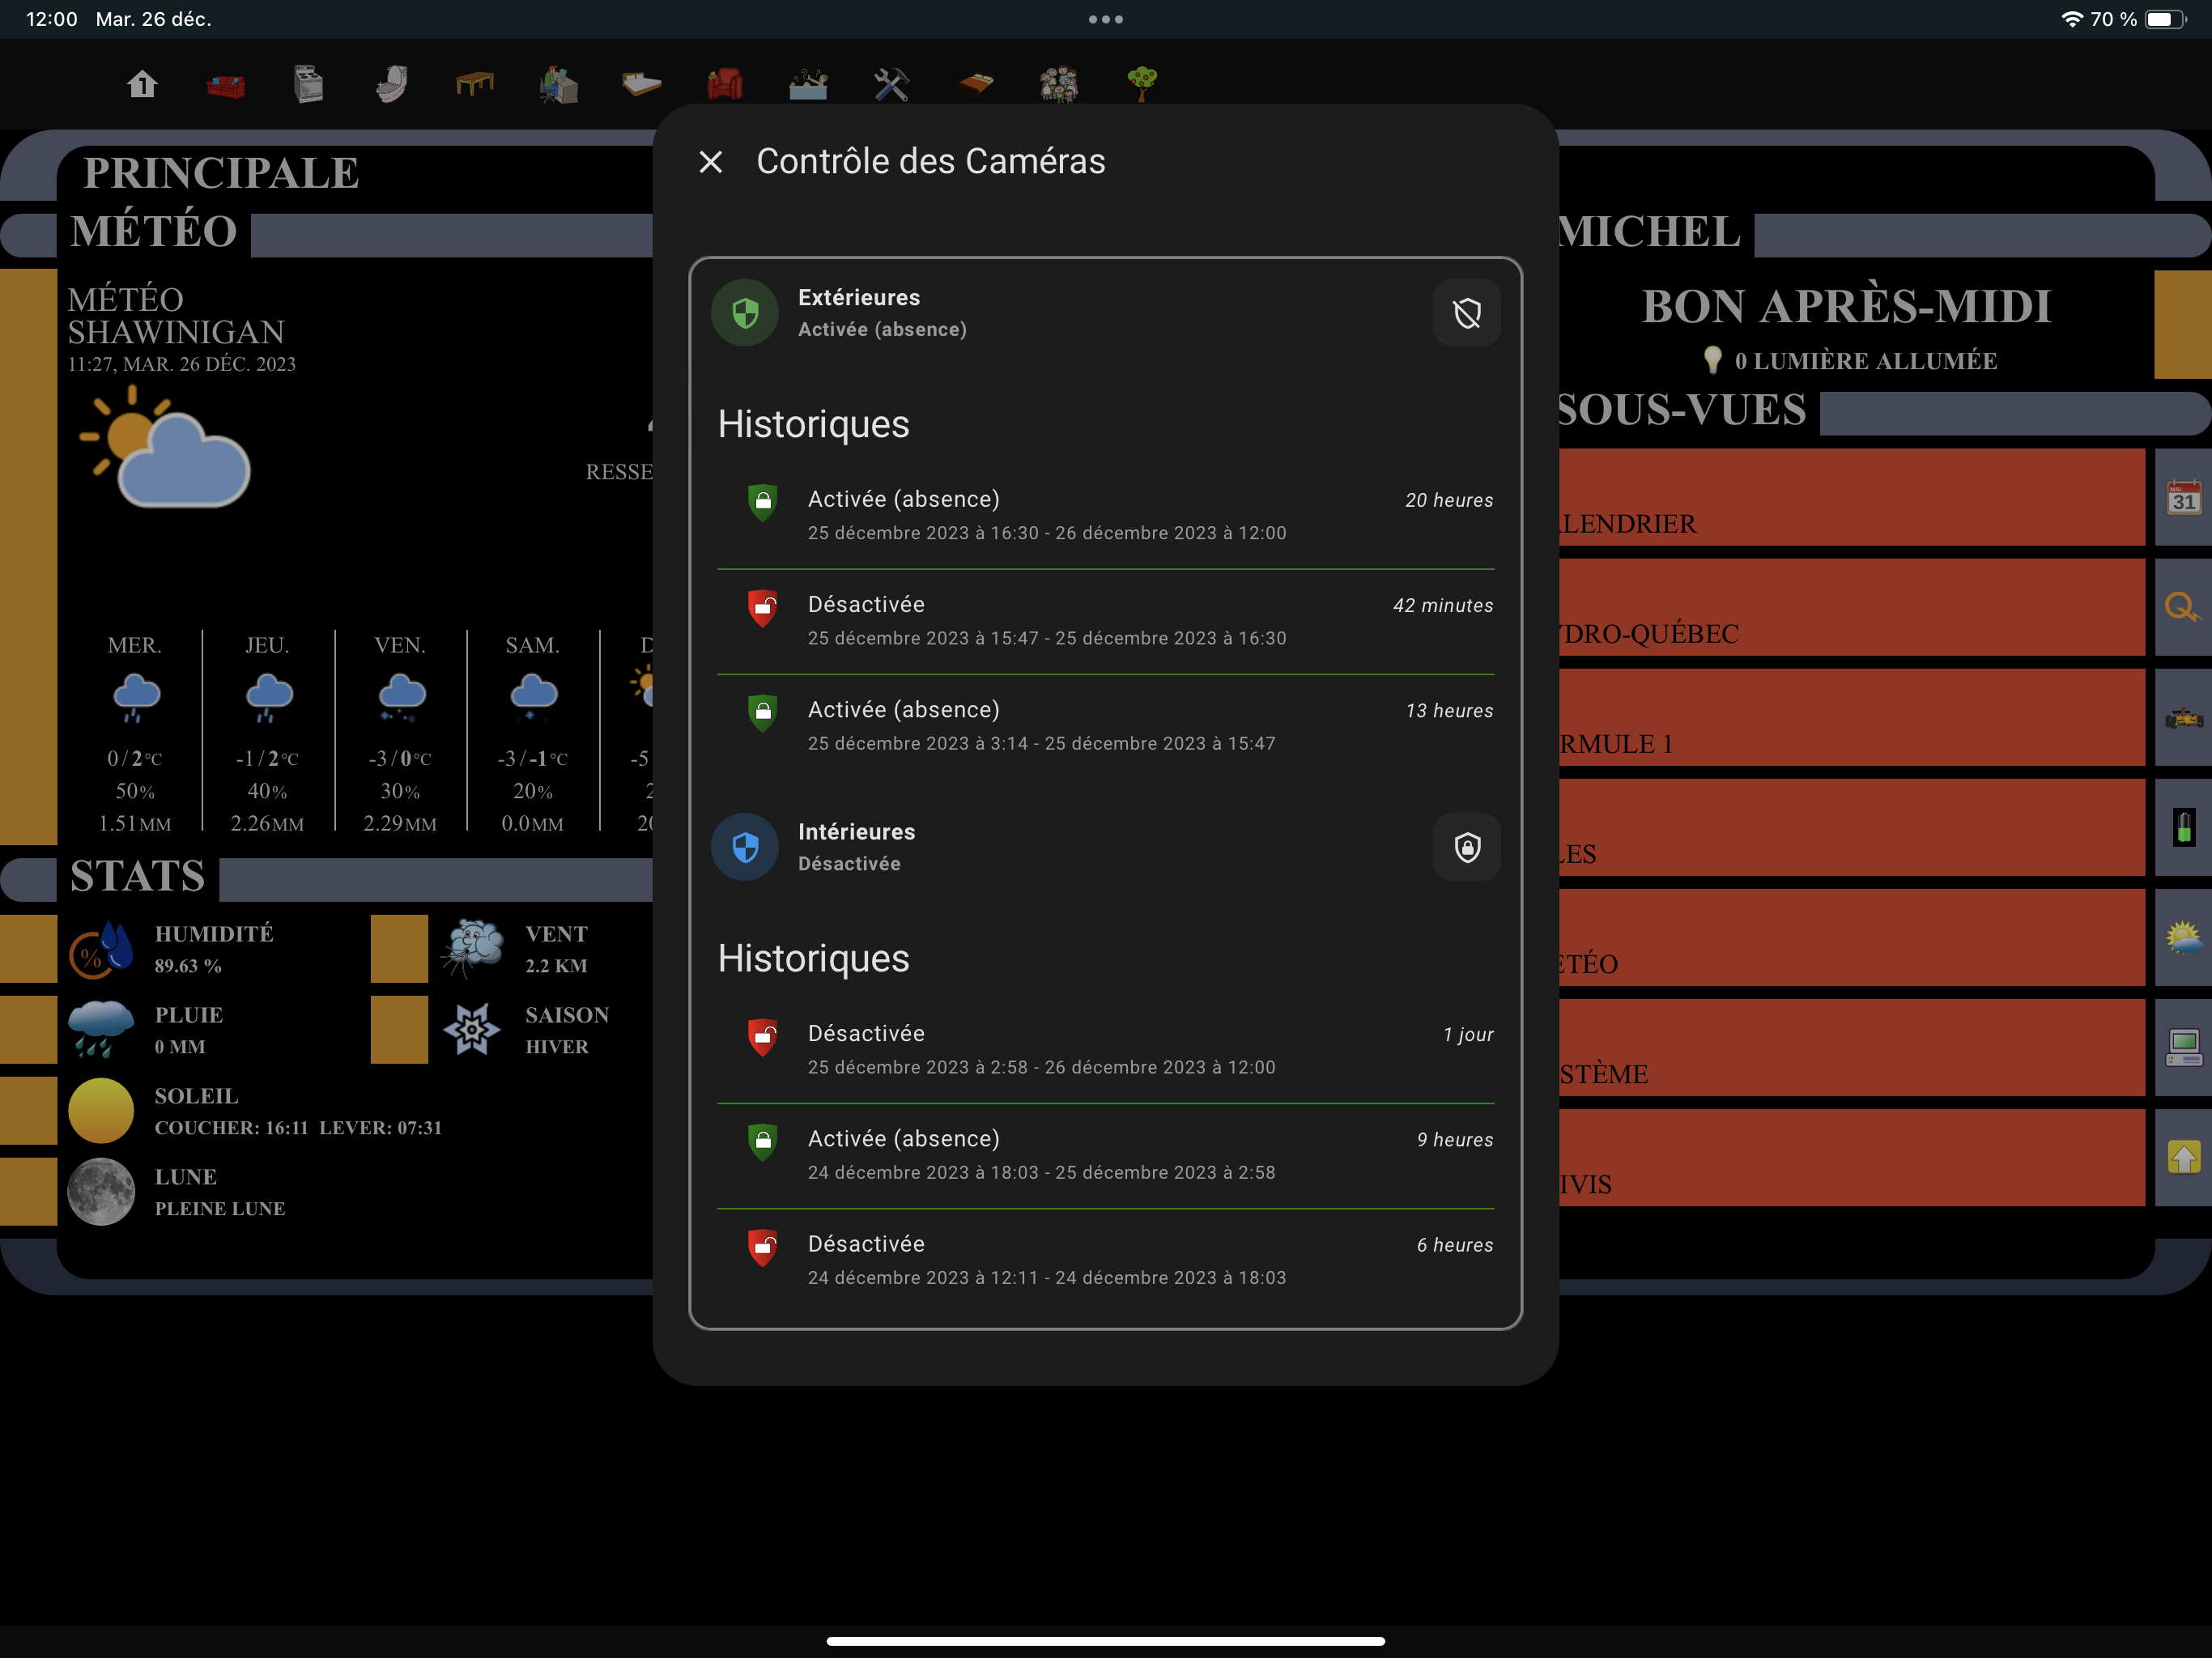 12:00 Mar. 26 déc.
70 %
1
Contrôle des Caméras
Extérieures
Activée (absence)
Historiques
Activée (absence)
20 heures
25 décembre 2023 à 16:30 - 26 décembre 2023 à 12:00
Désactivée
42 minutes
25 décembre 2023 à 15:47 - 25 décembre 2023 à 16:30
Activée (absence)
13 heures
25 décembre 2023 à 3:14 - 25 décembre 2023 à 15:47
Intérieures
Désactivée
Historiques
Désactivée
1 jour
25 décembre 2023 à 2:58 - 26 décembre 2023 à 12:00
Activée (absence)
9 heures
24 décembre 2023 à 18:03 - 25 décembre 2023 à 2:58
Désactivée
6 heures
24 décembre 2023 à 12:11 - 24 décembre 2023 à 18:03
PRINCIPALE
MÉTÉO
MÉTÉO
SHAWINIGAN
11:27, MAR. 26 DÉC. 2023
RESSE
MER. JEU. VEN. SAM. D
0/2°C -1/2°C -3/0°C -3/-1°C -5
50% 40% 30% 20% 2
1.51MM 2.26MM 2.29MM 0.0MM 20
STATS
HUMIDITÉ
89.63 %
VENT
2.2 KM
PLUIE
0 MM
SAISON
HIVER
SOLEIL
COUCHER: 16:11 LEVER: 07:31
LUNE
PLEINE LUNE
MICHEL
BON APRÈS-MIDI
0 LUMIÈRE ALLUMÉE
SOUS-VUES
LENDRIER
MAI
31
DRO-QUÉBEC
RMULE 1
LES
ÉTÉO
STÈME
IVIS